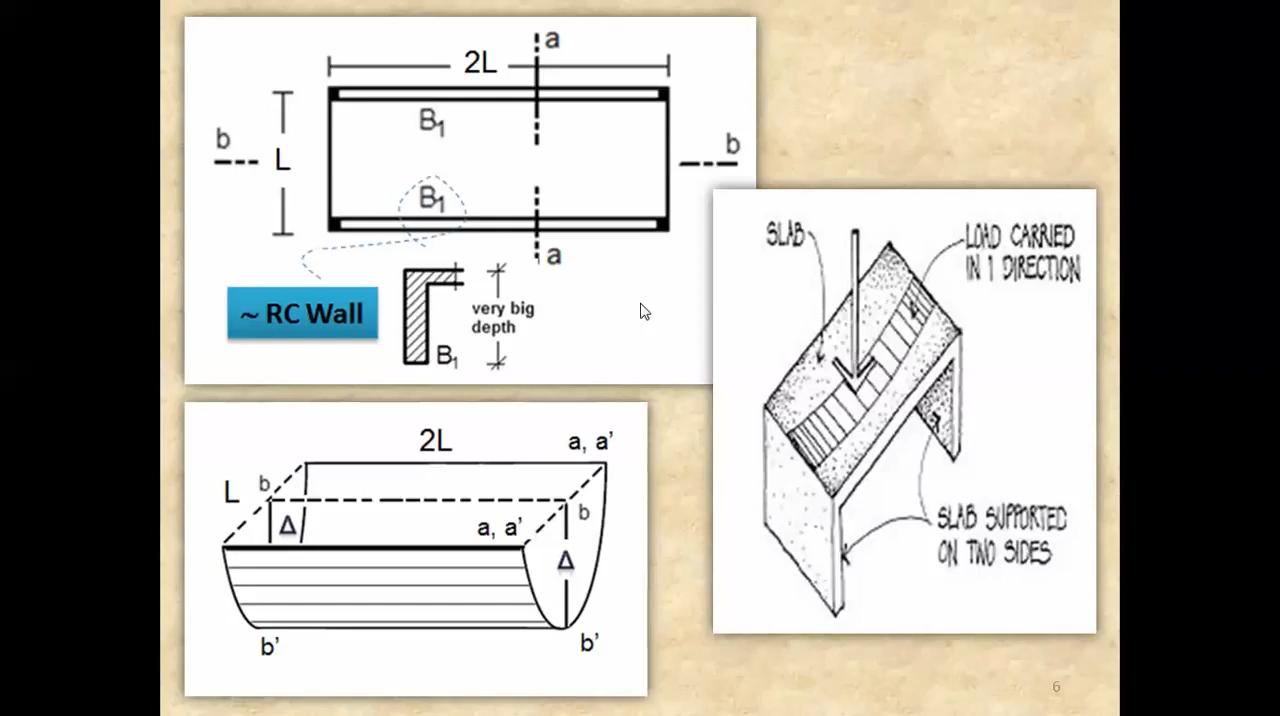 a
2L
B1
b
b
L
B1
a
~ RC Wall
very big
depth
B1
SLAB
LOAD CARRIED
IN 1 DIRECTION
SLAB SUPPORTED
ON TWO SIDES
2L
a, a’
L
b
b
Δ
a, a’
Δ
b’
b’
6